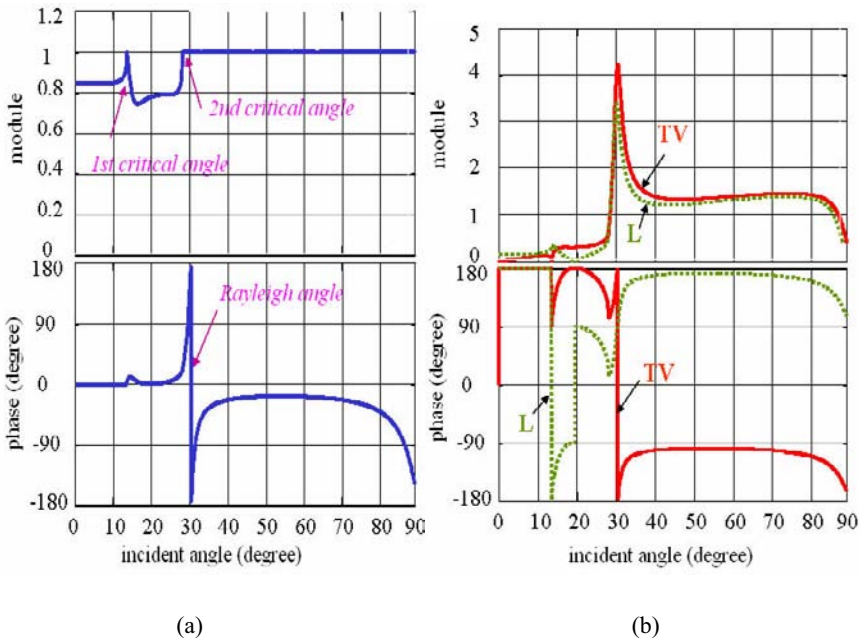 1.2
1
0.8
0.6
0.4
0.2
0
module
1st critical angle
2nd critical angle
180
90
0
-90
-180
phase (degree)
Rayleigh angle
0 10 20 30 40 50 60 70 80 90
incident angle (degree)
(a)
5
4
3
2
1
0
module
TV
L
180
90
0
-90
-180
phase (degree)
L
TV
0 10 20 30 40 50 60 70 80 90
incident angle (degree)
(b)